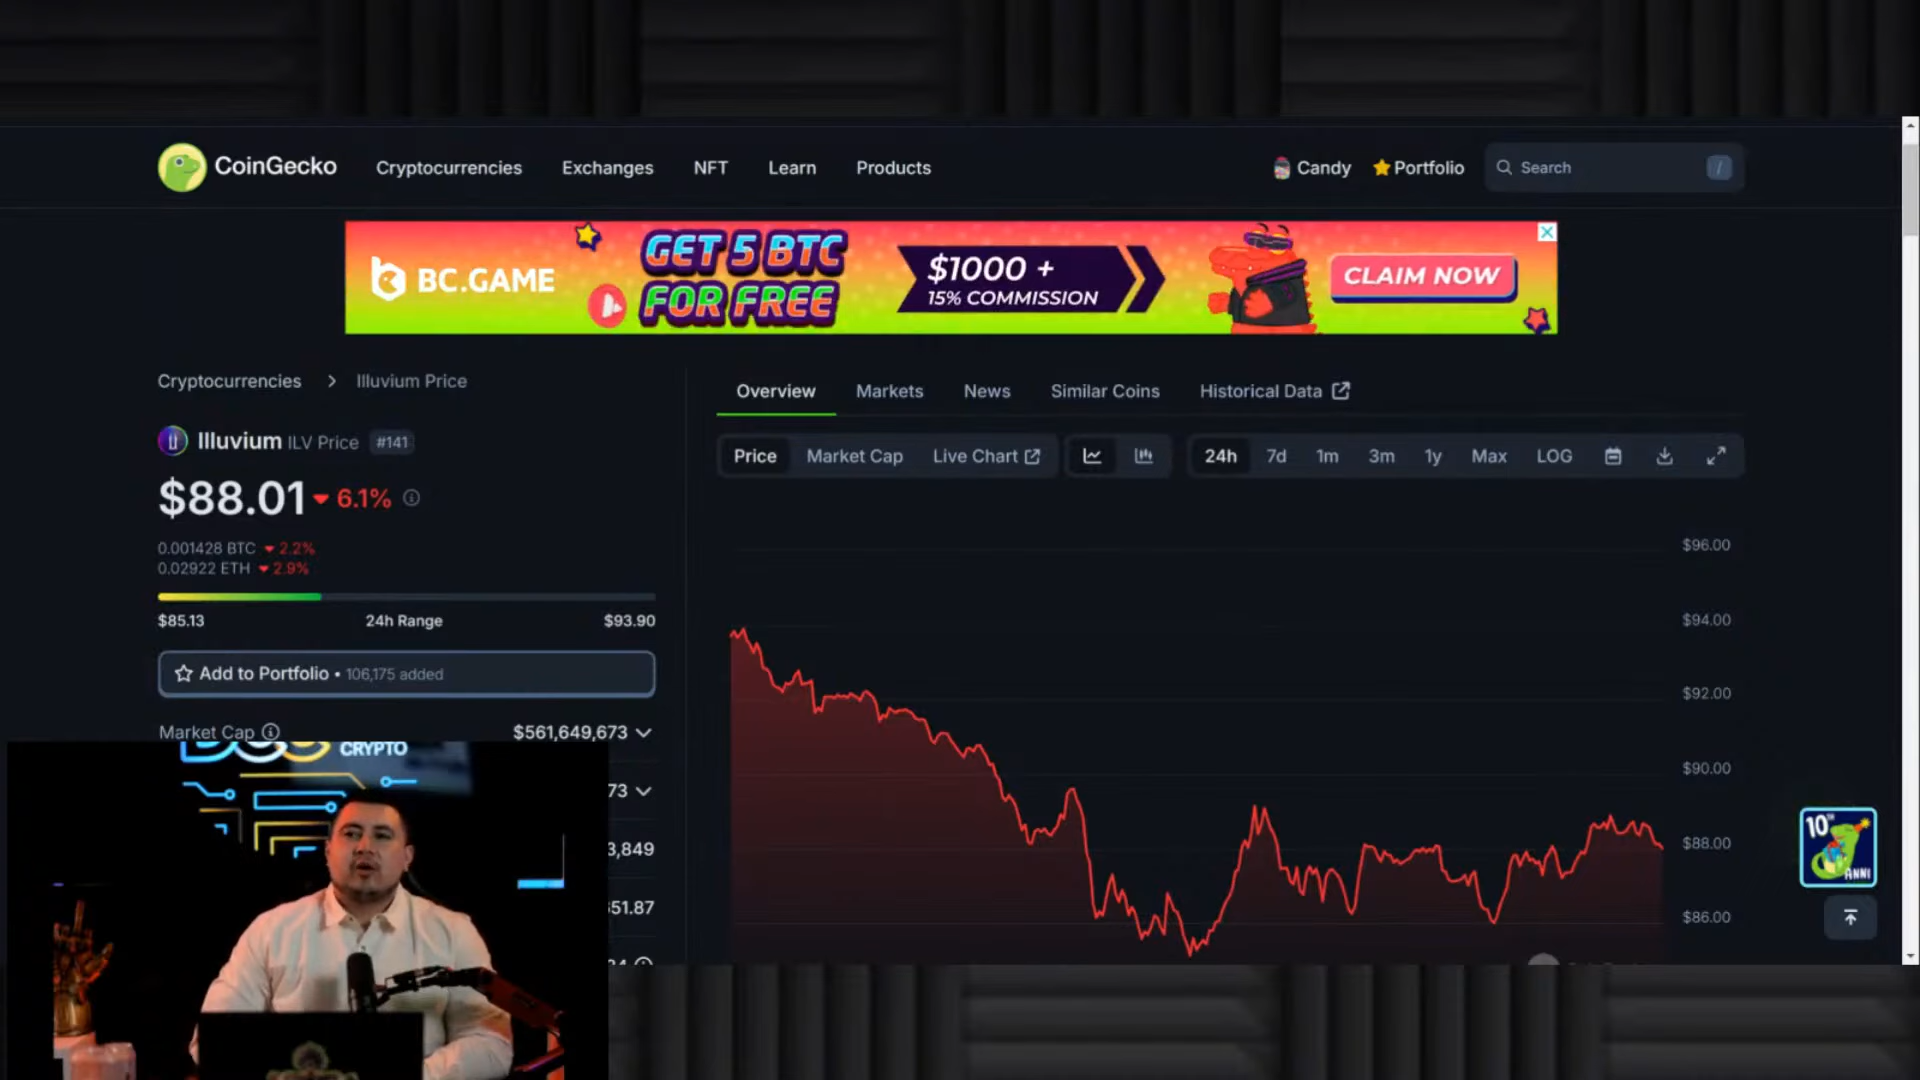 CoinGecko
Cryptocurrencies
Exchanges
NFT
Learn
Products
Candy
Portfolio
Search
/
BC.GAME
GET 5 BTC
FOR FREE
$1000 +
15% COMMISSION
CLAIM NOW
Cryptocurrencies > Illuvium Price
Illuvium ILV Price #141
$88.01 6.1%
0.001428 BTC 2.2%
0.02922 ETH 2.9%
$85.13 24h Range $93.90
Add to Portfolio • 106,175 added
Market Cap $561,649,673
73
3,849
51.87
CRYPTO
Overview
Markets
News
Similar Coins
Historical Data
Price
Market Cap
Live Chart
24h
7d
1m
3m
1y
Max
LOG
$96.00
$94.00
$92.00
$90.00
$88.00
$86.00
10TH
ANNI